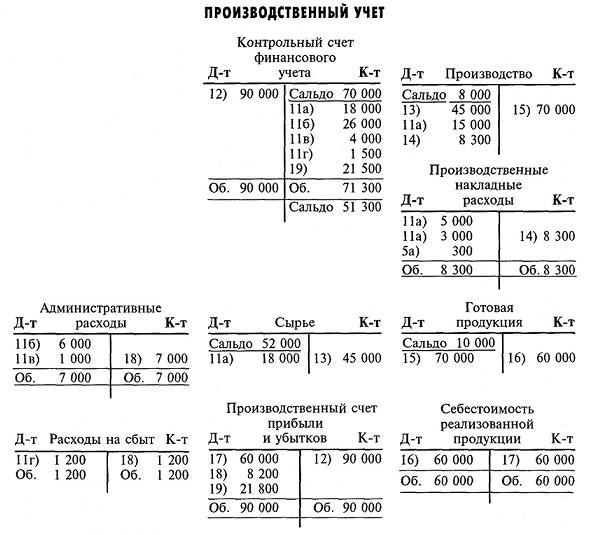 ПРОИЗВОДСТВЕННЫЙ УЧЕТ
Контрольный счет
финансового
Д-т учета К-т
12) 90 000 Сальдо 70 000
11а) 18 000
11б) 26 000
11в) 4 000
11г) 1 500
19) 21 500
Об. 90 000 Об. 71 300
Сальдо 51 300
Д-т Производство К-т
Сальдо 8 000
13) 45 000 15) 70 000
11а) 15 000
14) 8 300
Производственные
накладные
Д-т расходы К-т
11а) 5 000
11а) 3 000 14) 8 300
5а) 300
Об. 8 300 Об. 8 300
Административные
Д-т расходы К-т
11б) 6 000
11в) 1 000 18) 7 000
Об. 7 000 Об. 7 000
Д-т Сырье К-т
Сальдо 52 000
11а) 18 000 13) 45 000
Готовая
Д-т продукция К-т
Сальдо 10 000
15) 70 000 16) 60 000
Д-т Расходы на сбыт К-т
11г) 1 200 18) 1 200
Об. 1 200 Об. 1 200
Производственный счет
прибыли
Д-т и убытков К-т
17) 60 000 12) 90 000
18) 8 200
19) 21 800
Об. 90 000 Об. 90 000
Себестоимость
реализованной
Д-т продукции К-т
16) 60 000 17) 60 000
Об. 60 000 Об. 60 000